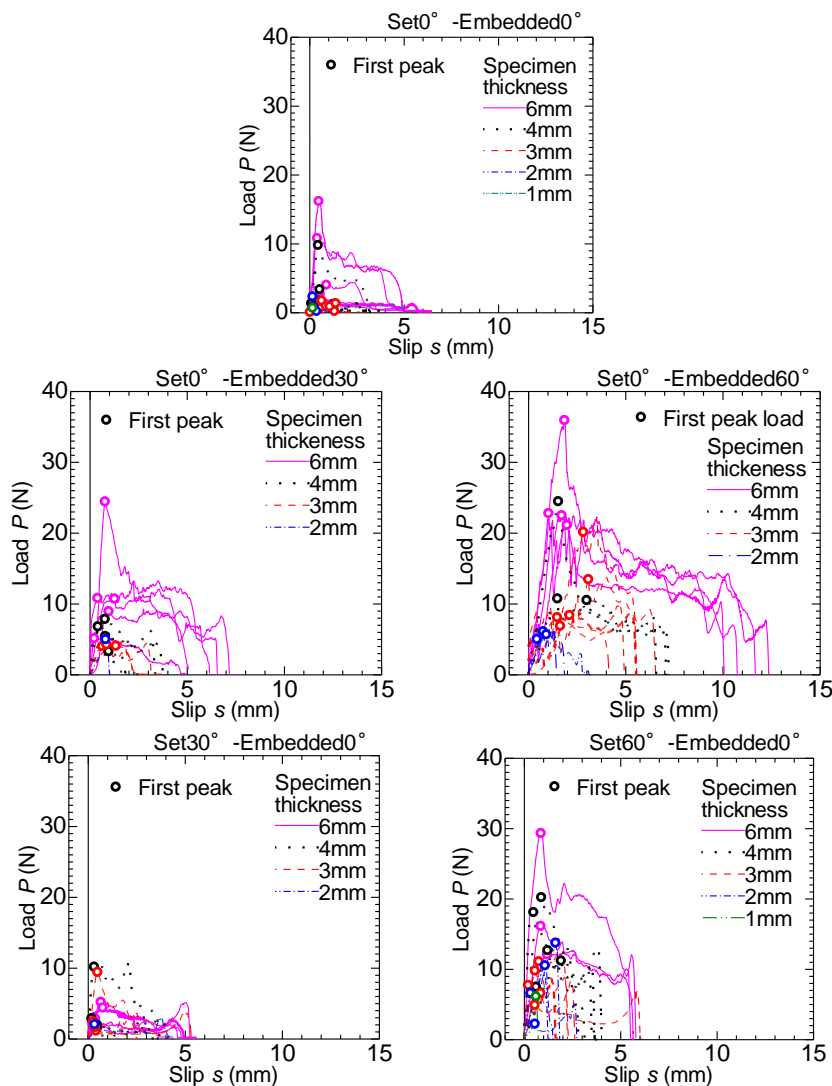 Set0° -Embedded0°
40
First peak
Specimen
thickness
6mm
4mm
3mm
2mm
1mm
30
20
10
0
Load P (N)
0 5 10 15
Slip s (mm)
Set0° -Embedded30°
40
First peak
Specimen
thickeness
6mm
4mm
3mm
2mm
30
20
10
0
Load P (N)
0 5 10 15
Slip s (mm)
Set0° -Embedded60°
40
First peak load
Specimen
thickeness
6mm
4mm
3mm
2mm
30
20
10
0
Load P (N)
0 5 10 15
Slip s (mm)
Set30° -Embedded0°
40
First peak
Specimen
thickness
6mm
4mm
3mm
2mm
30
20
10
0
Load P (N)
0 5 10 15
Slip s (mm)
Set60° -Embedded0°
40
First peak
Specimen
thickness
6mm
4mm
3mm
2mm
1mm
30
20
10
0
Load P (N)
0 5 10 15
Slip s (mm)